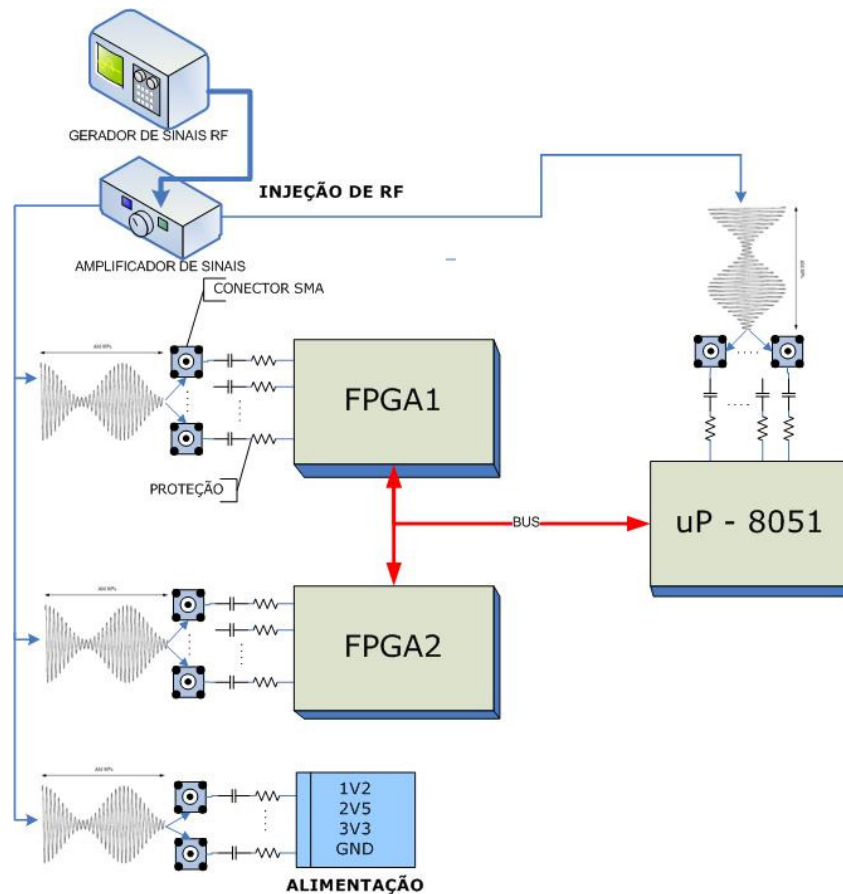 GERADOR DE SINAIS RF
INJEÇÃO DE RF
AMPLIFICADOR DE SINAIS
CONECTOR SMA
FPGA1
PROTEÇÃO
BUS
uP - 8051
FPGA2
1V2
2V5
3V3
GND
ALIMENTAÇÃO